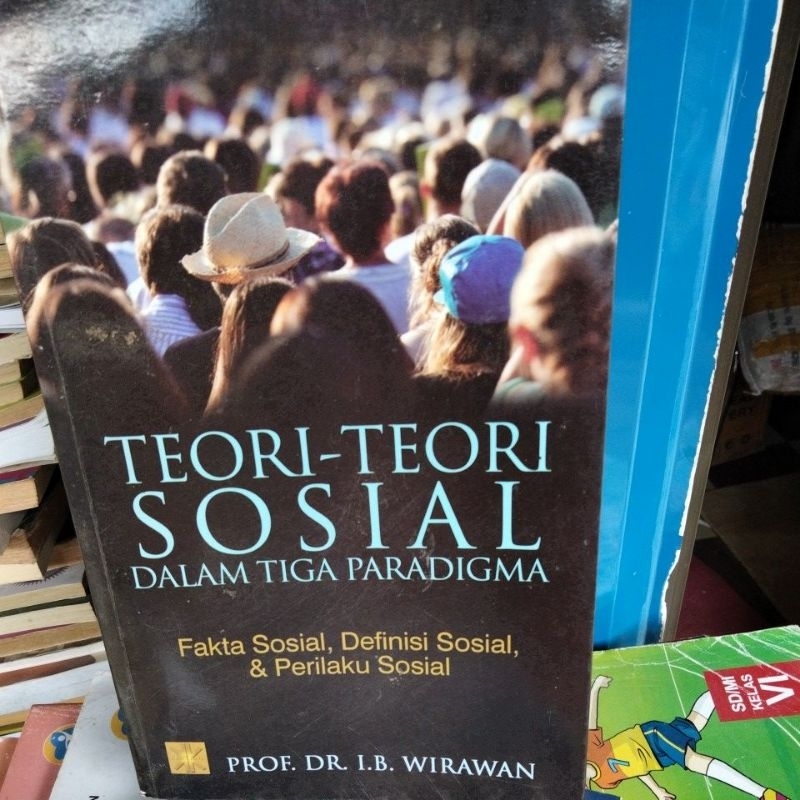 TEORI-TEORI
SOSIAL
DALAM TIGA PARADIGMA
Fakta Sosial, Definisi Sosial,
& Perilaku Sosial
PROF. DR. I.B. WIRAWAN
SD/MI
KELAS
VI